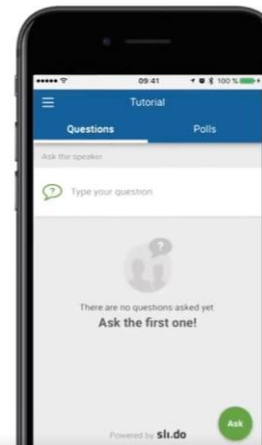 09:41
100 %
Tutorial
Questions
Polls
Ask the speaker
Type your question
There are no questions asked yet
Ask the first one!
Ask
Powered by sli.do